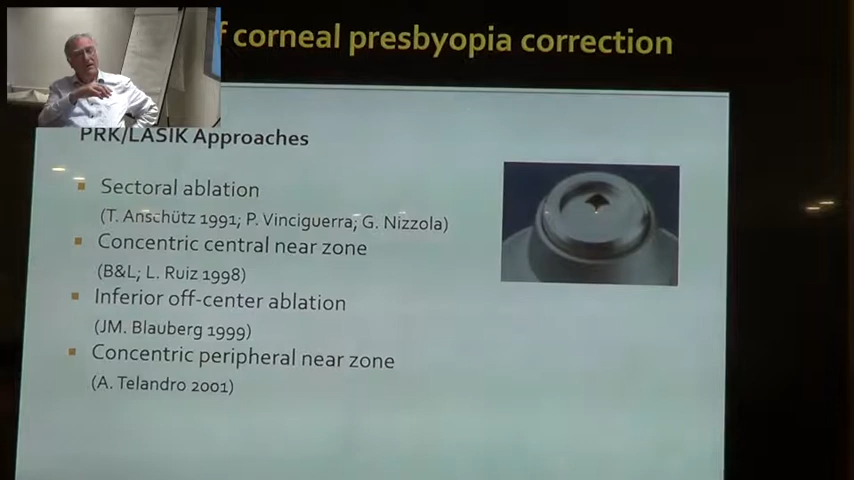 f corneal presbyopia correction
PRK/LASIK Approaches
Sectoral ablation
(T. Anschütz 1991; P. Vinciguerra; G. Nizzola)
Concentric central near zone
(B&L; L. Ruiz 1998)
Inferior off-center ablation
(JM. Blauberg 1999)
Concentric peripheral near zone
(A. Telandro 2001)